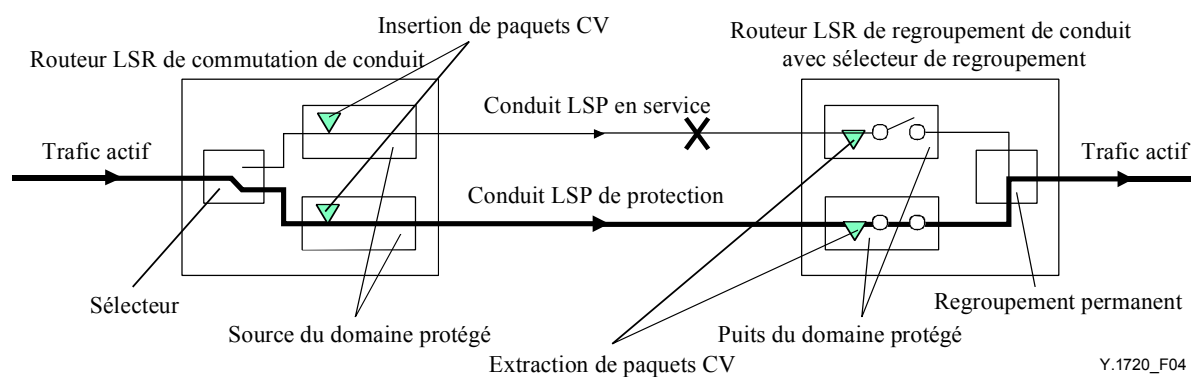 Insertion de paquets CV
Routeur LSR de commutation de conduit
Routeur LSR de regroupement de conduit
avec sélecteur de regroupement
Conduit LSP en service
Trafic actif
Trafic actif
Conduit LSP de protection
Sélecteur
Regroupement permanent
Source du domaine protégé
Puits du domaine protégé
Extraction de paquets CV
Y.1720_F04